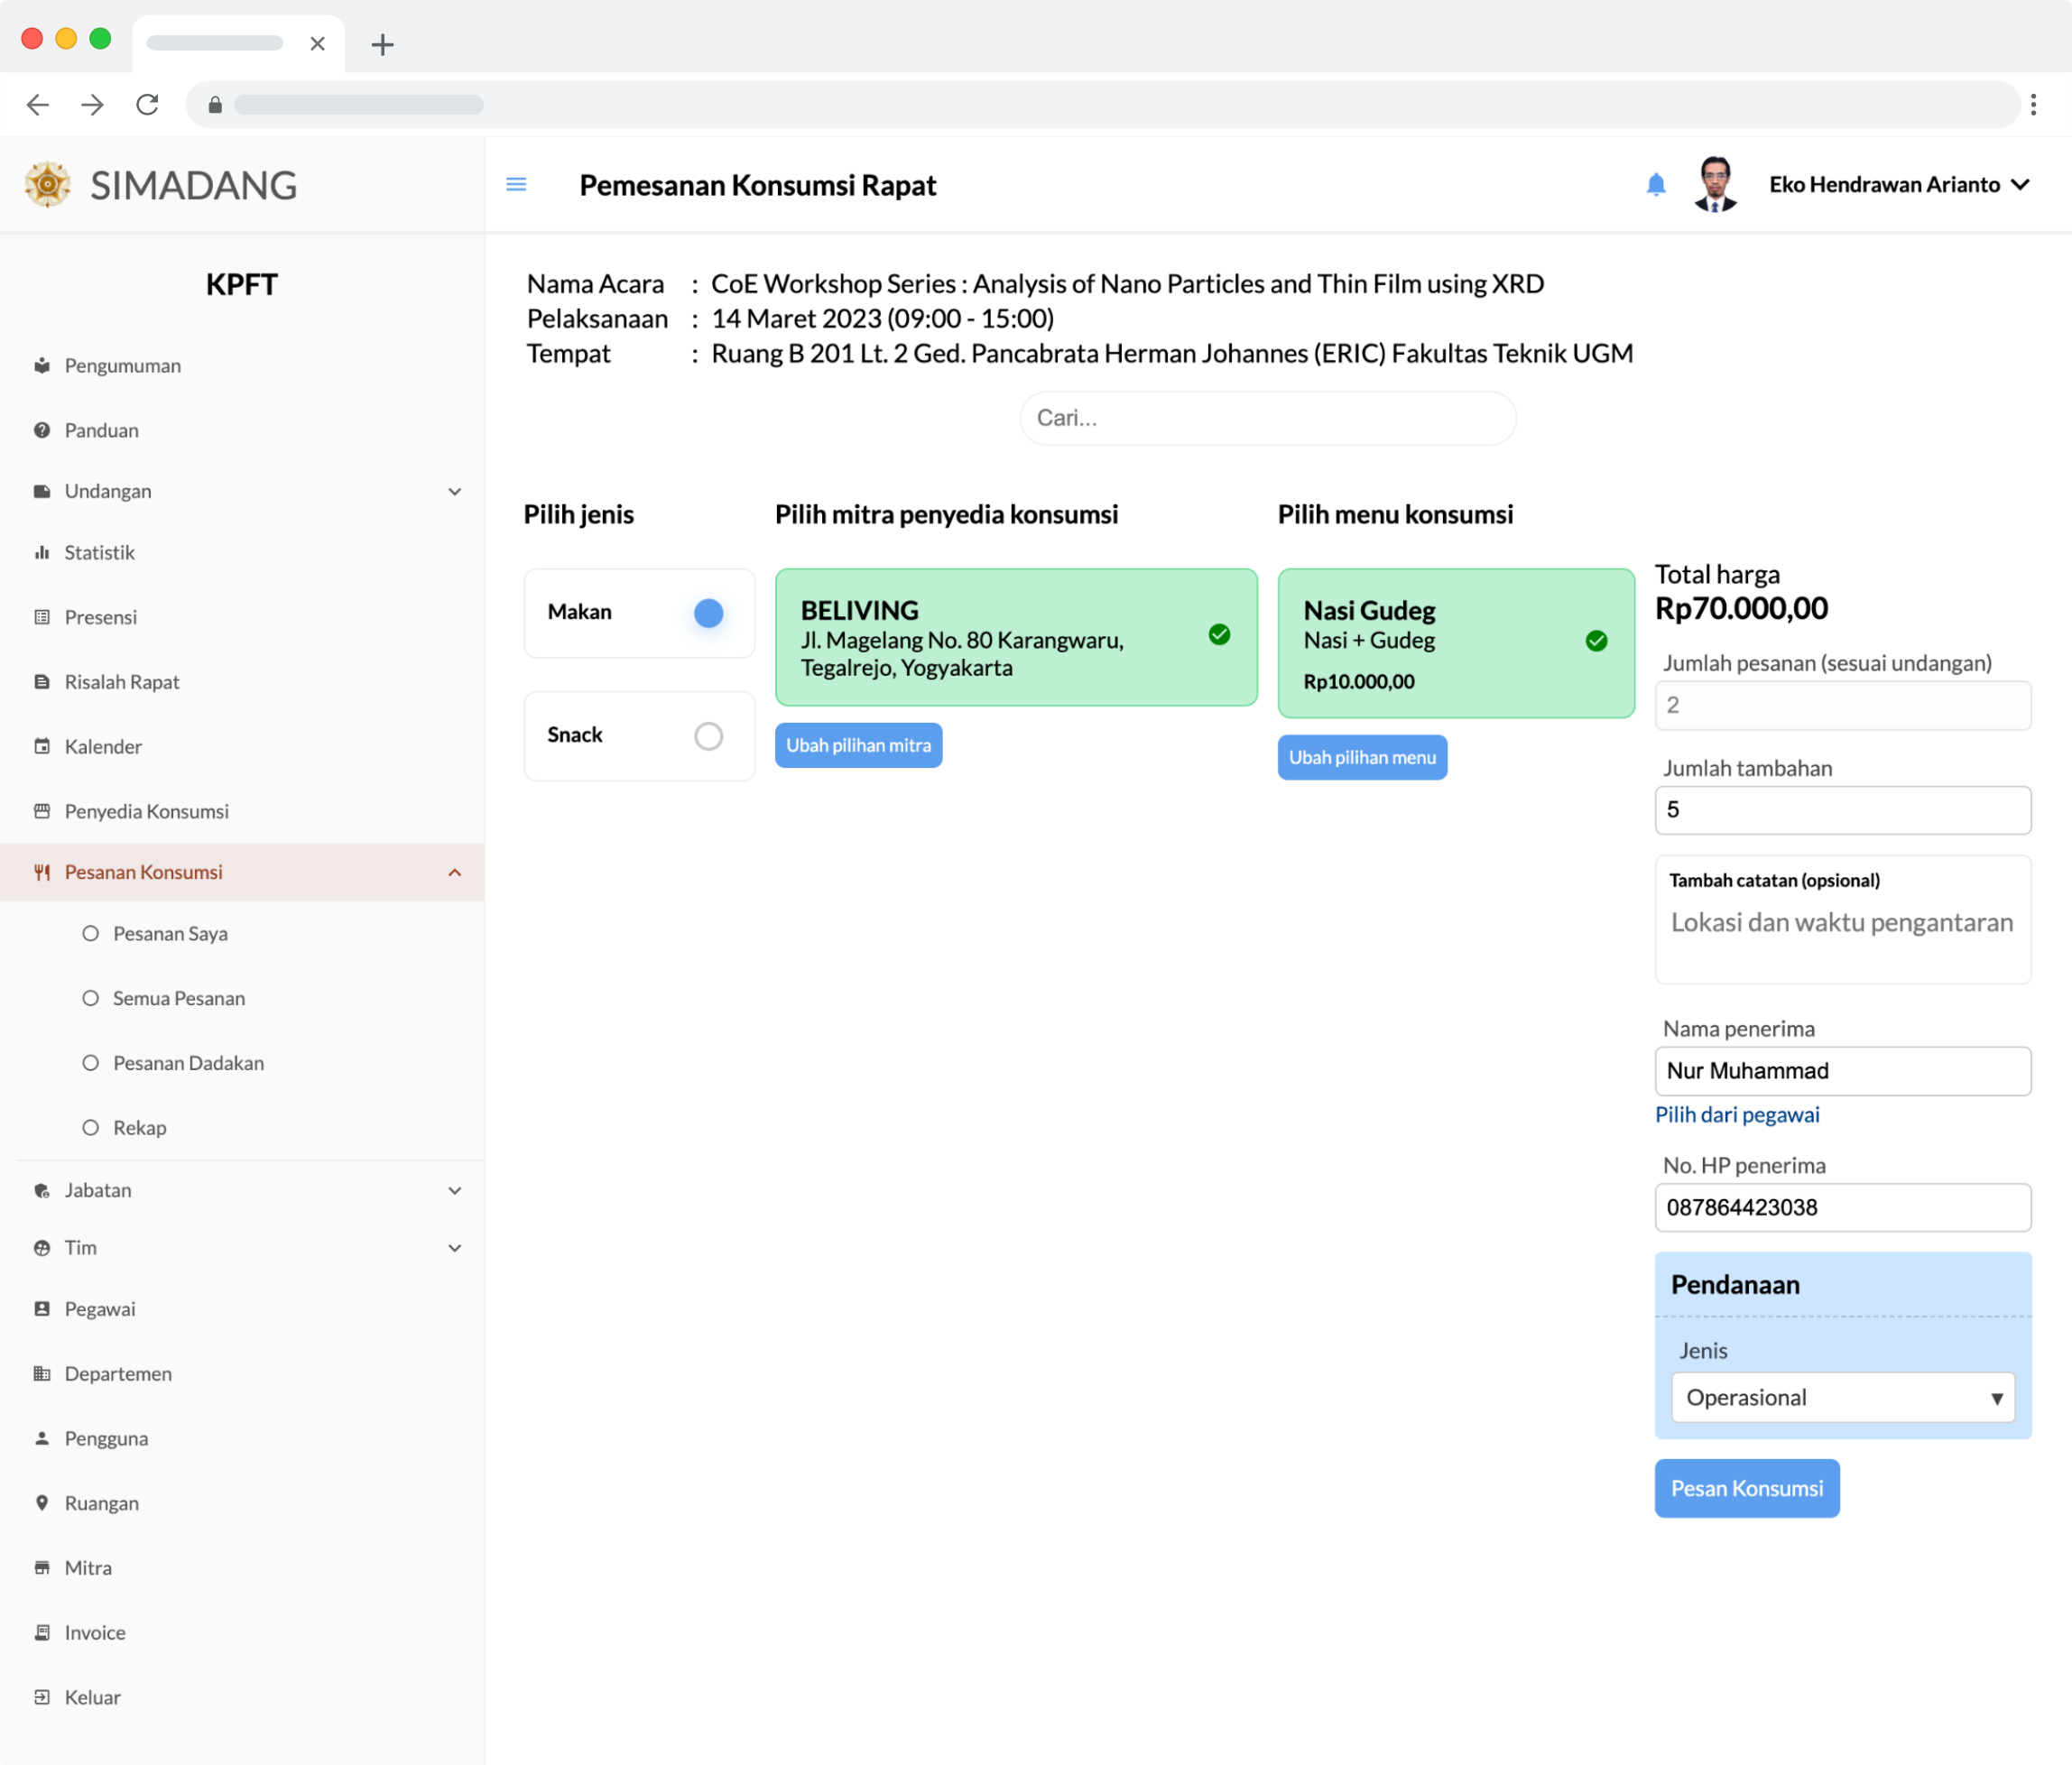 SIMADANG
Pemesanan Konsumsi Rapat
Eko Hendrawan Arianto
KPFT
Pengumuman
Panduan
Undangan
Statistik
Presensi
Risalah Rapat
Kalender
Penyedia Konsumsi
Pesanan Konsumsi
Pesanan Saya
Semua Pesanan
Pesanan Dadakan
Rekap
Jabatan
Tim
Pegawai
Departemen
Pengguna
Ruangan
Mitra
Invoice
Keluar
Nama Acara : CoE Workshop Series : Analysis of Nano Particles and Thin Film using XRD
Pelaksanaan : 14 Maret 2023 (09:00 - 15:00)
Tempat : Ruang B 201 Lt. 2 Ged. Pancabrata Herman Johannes (ERIC) Fakultas Teknik UGM
Cari...
Pilih jenis
Makan
Snack
Pilih mitra penyedia konsumsi
BELIVING
Jl. Magelang No. 80 Karangwaru,
Tegalrejo, Yogyakarta
Ubah pilihan mitra
Pilih menu konsumsi
Nasi Gudeg
Nasi + Gudeg
Rp10.000,00
Ubah pilihan menu
Total harga
Rp70.000,00
Jumlah pesanan (sesuai undangan)
2
Jumlah tambahan
5
Tambah catatan (opsional)
Lokasi dan waktu pengantaran
Nama penerima
Nur Muhammad
Pilih dari pegawai
No. HP penerima
087864423038
Pendanaan
Jenis
Operasional
Pesan Konsumsi